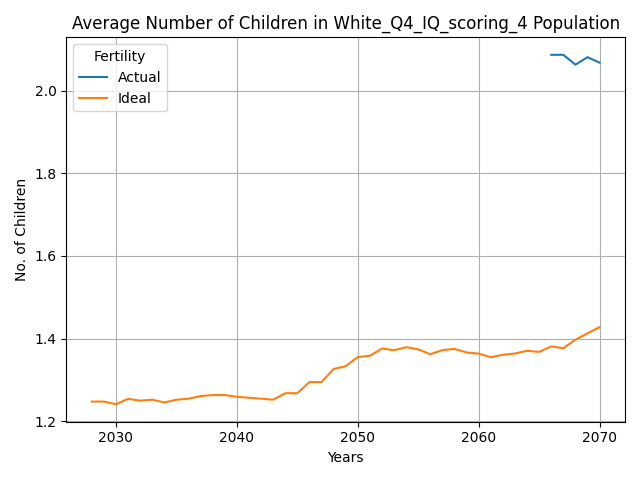 Average Number of Children in White_Q4_IQ_scoring_4 Population
Fertility
Actual
Ideal
No. of Children
2.0
1.8
1.6
1.4
1.2
2030 2040 2050 2060 2070
Years